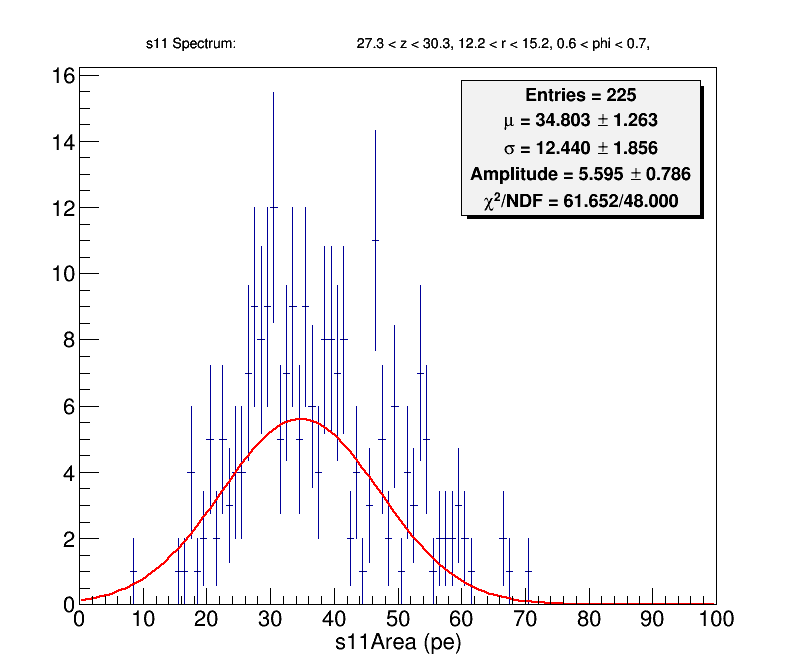 s11 Spectrum: 27.3 < z < 30.3, 12.2 < r < 15.2, 0.6 < phi < 0.7,
Entries = 225
μ = 34.803 ± 1.263
σ = 12.440 ± 1.856
Amplitude = 5.595 ± 0.786
χ²/NDF = 61.652/48.000
16
14
12
10
8
6
4
2
0
0 10 20 30 40 50 60 70 80 90 100
s11Area (pe)